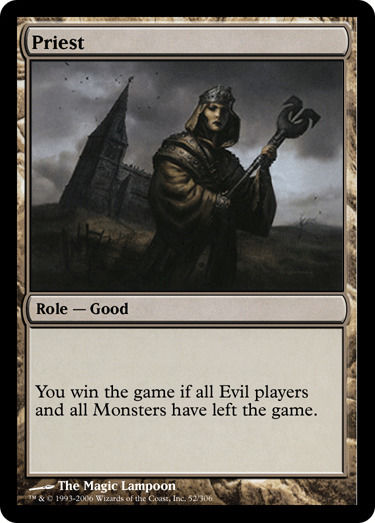 Priest
Role — Good
You win the game if all Evil players
and all Monsters have left the game.
The Magic Lampoon
™ & © 1993-2006 Wizards of the Coast, Inc. 52/306